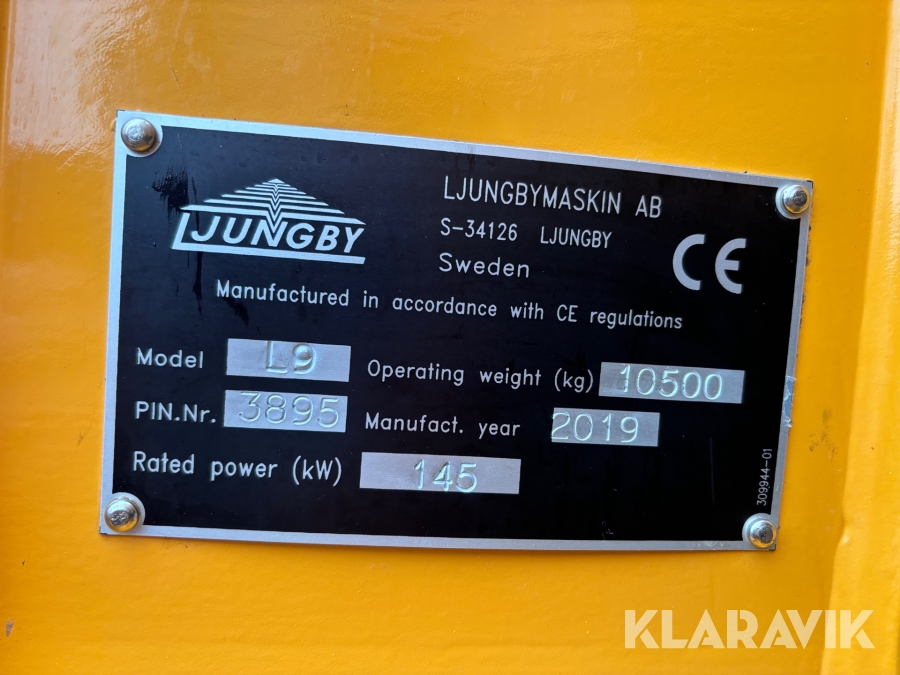 LJUNGBY
LJUNGBYMASKIN AB
S-34126 LJUNGBY
Sweden
CE
Manufactured in accordance with CE regulations
Model L9 Operating weight (kg) 10500
PIN.Nr. 3895 Manufact. year 2019
Rated power (kW) 145
309944-01
KLARAVIK